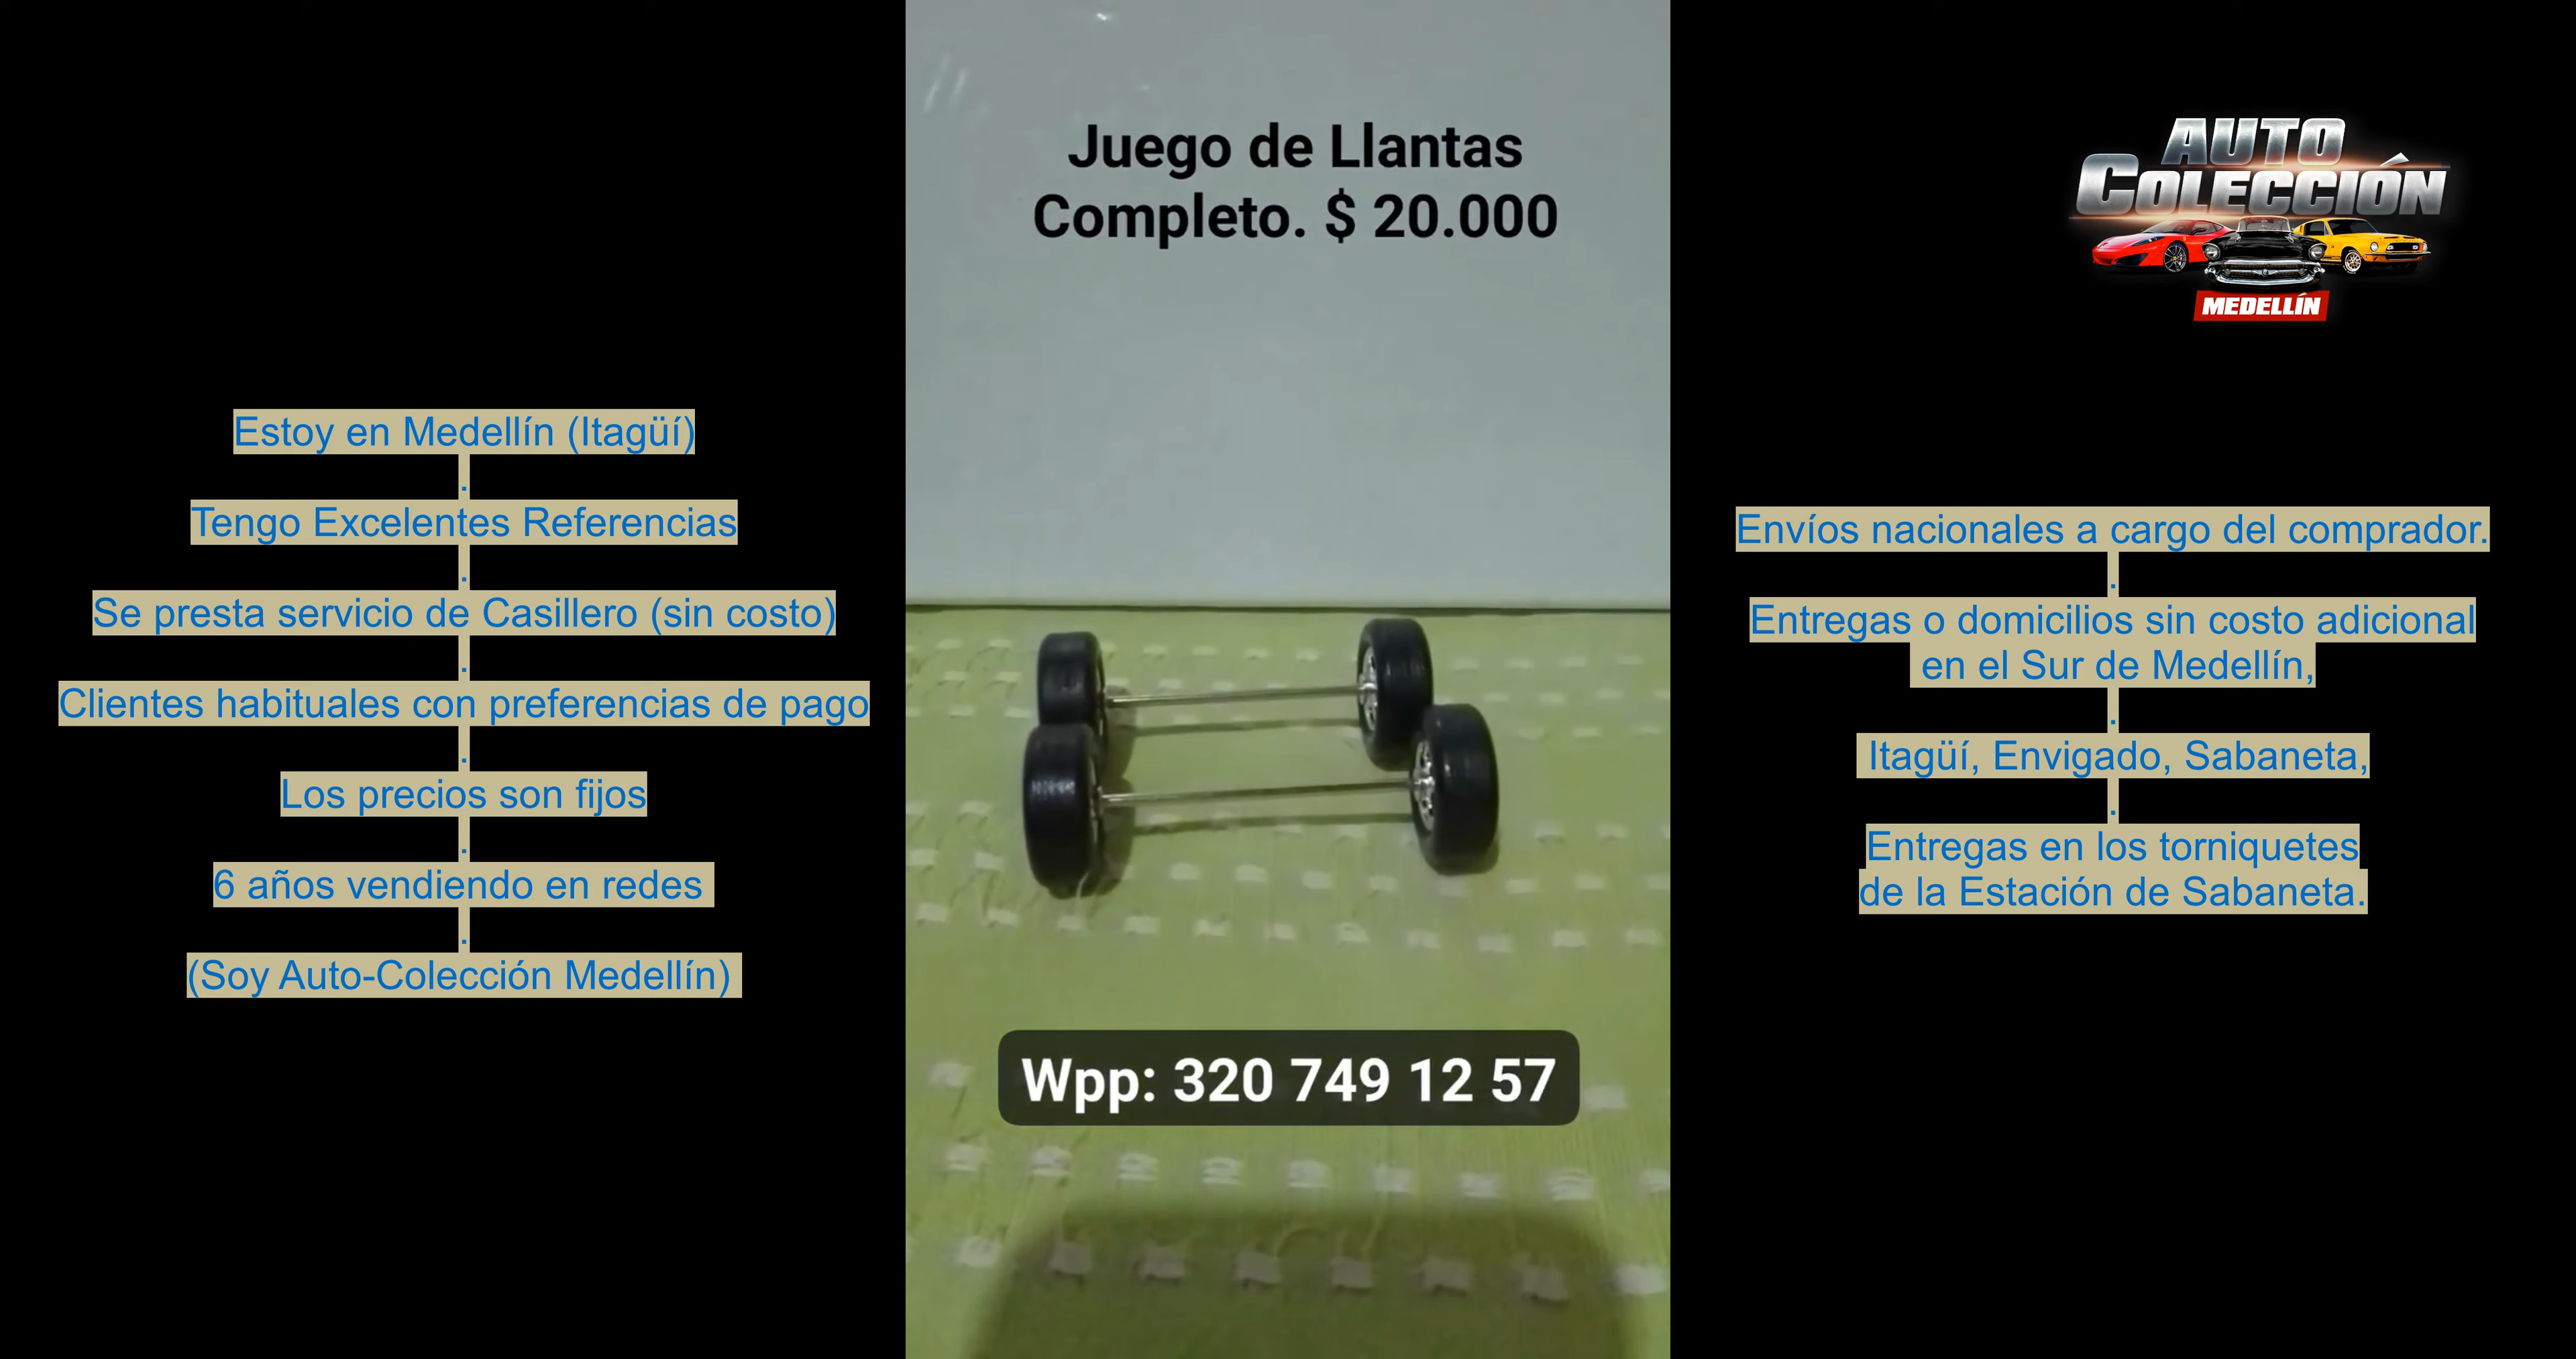 Estoy en Medellín (Itagüí)
.
Tengo Excelentes Referencias
.
Se presta servicio de Casillero (sin costo)
.
Clientes habituales con preferencias de pago
.
Los precios son fijos
.
6 años vendiendo en redes
.
(Soy Auto-Colección Medellín)
Juego de Llantas
Completo. $ 20.000
Wpp: 320 749 12 57
AUTO
COLECCIÓN
MEDELLÍN
Envíos nacionales a cargo del comprador.
.
Entregas o domicilios sin costo adicional
en el Sur de Medellín,
.
Itagüí, Envigado, Sabaneta,
.
Entregas en los torniquetes
de la Estación de Sabaneta.